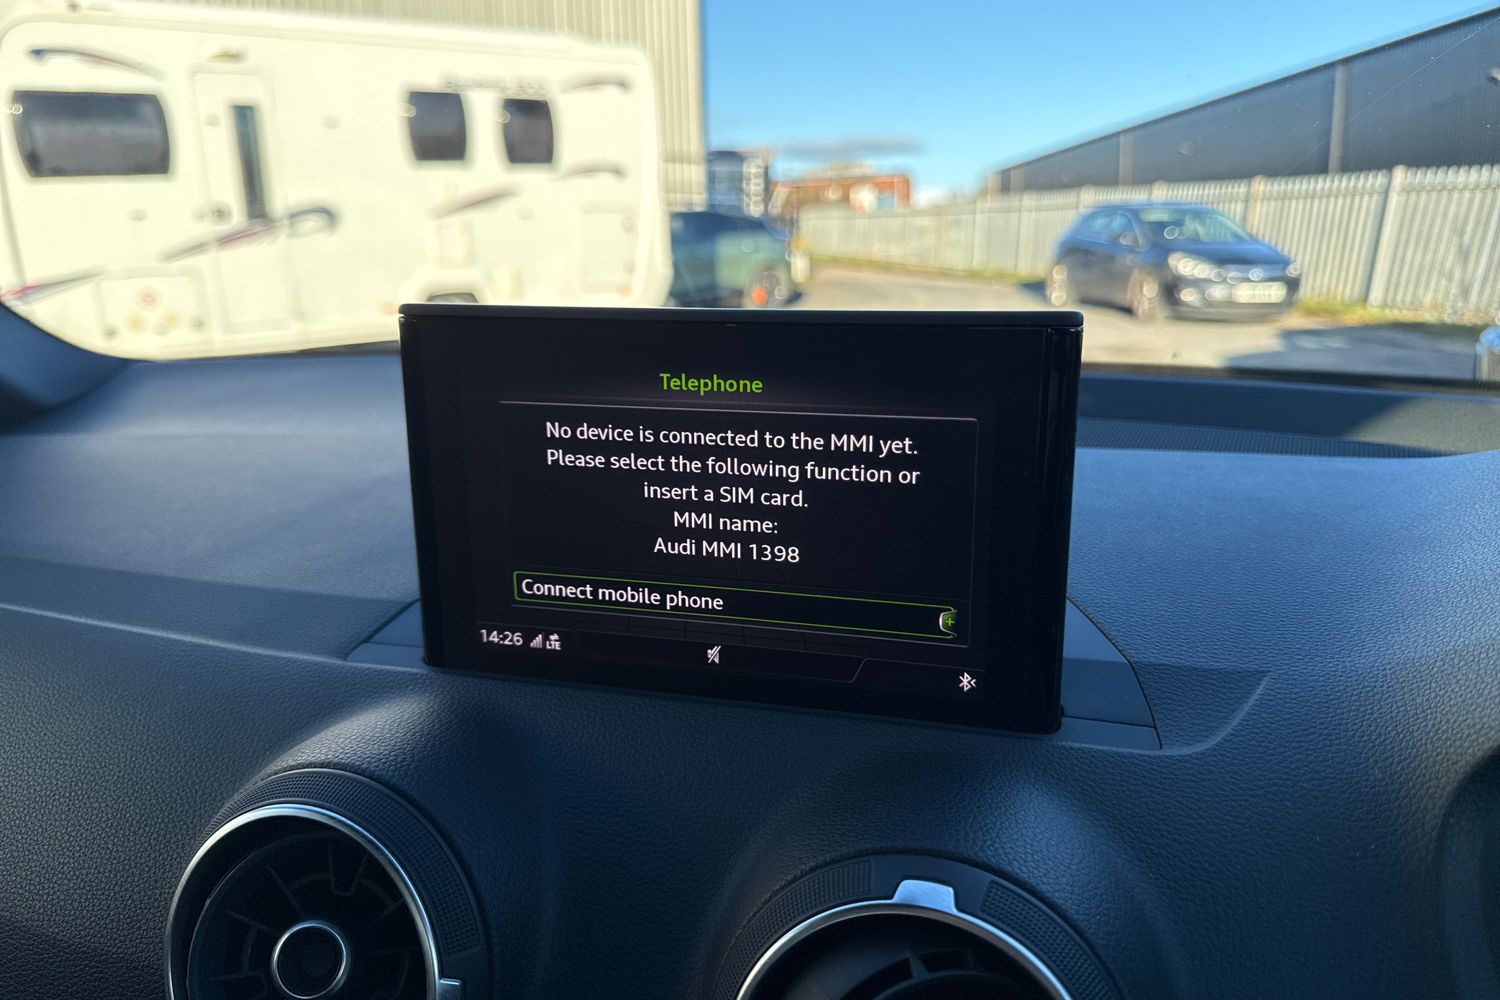 Telephone
No device is connected to the MMI yet.
Please select the following function or
insert a SIM card.
MMI name:
Audi MMI 1398
Connect mobile phone
14:26 LTE